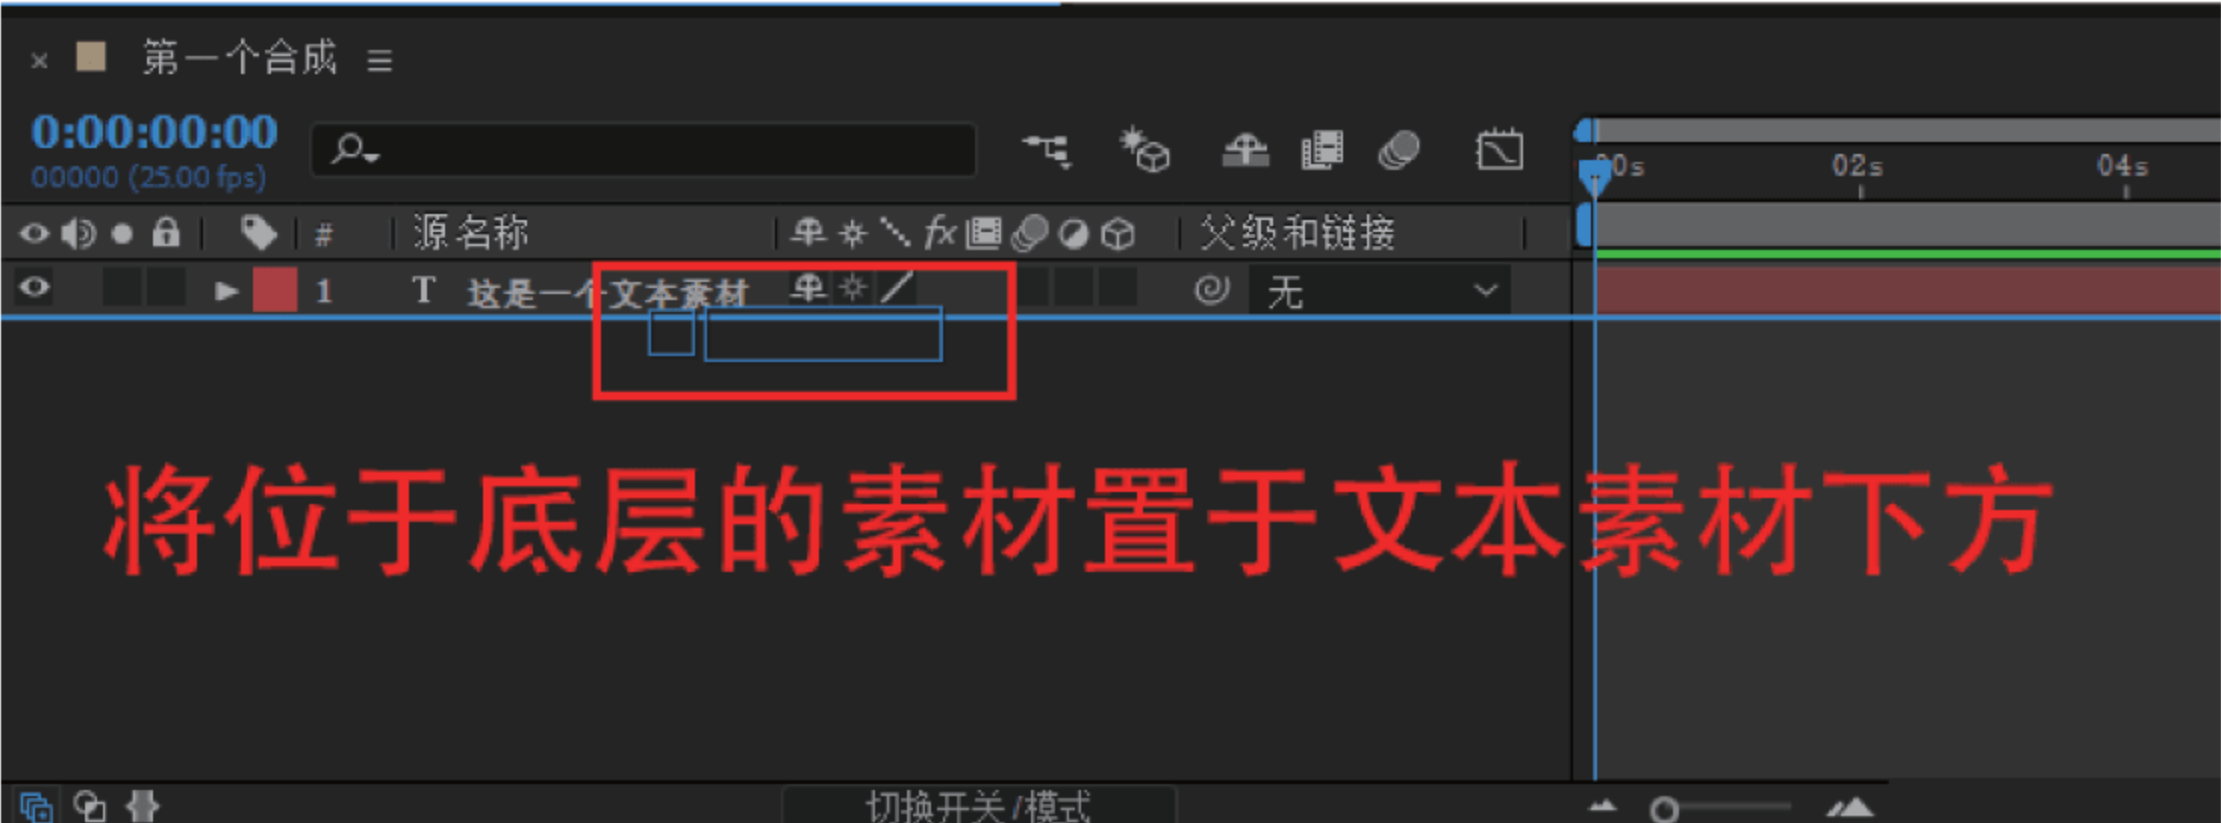 第一个合成
0:00:00:00
00000 (25.00 fps)
00s 02s 04s
# 源名称 fx 父级和链接
1 T 这是一个文本素材 无
将位于底层的素材置于文本素材下方
切换开关/模式